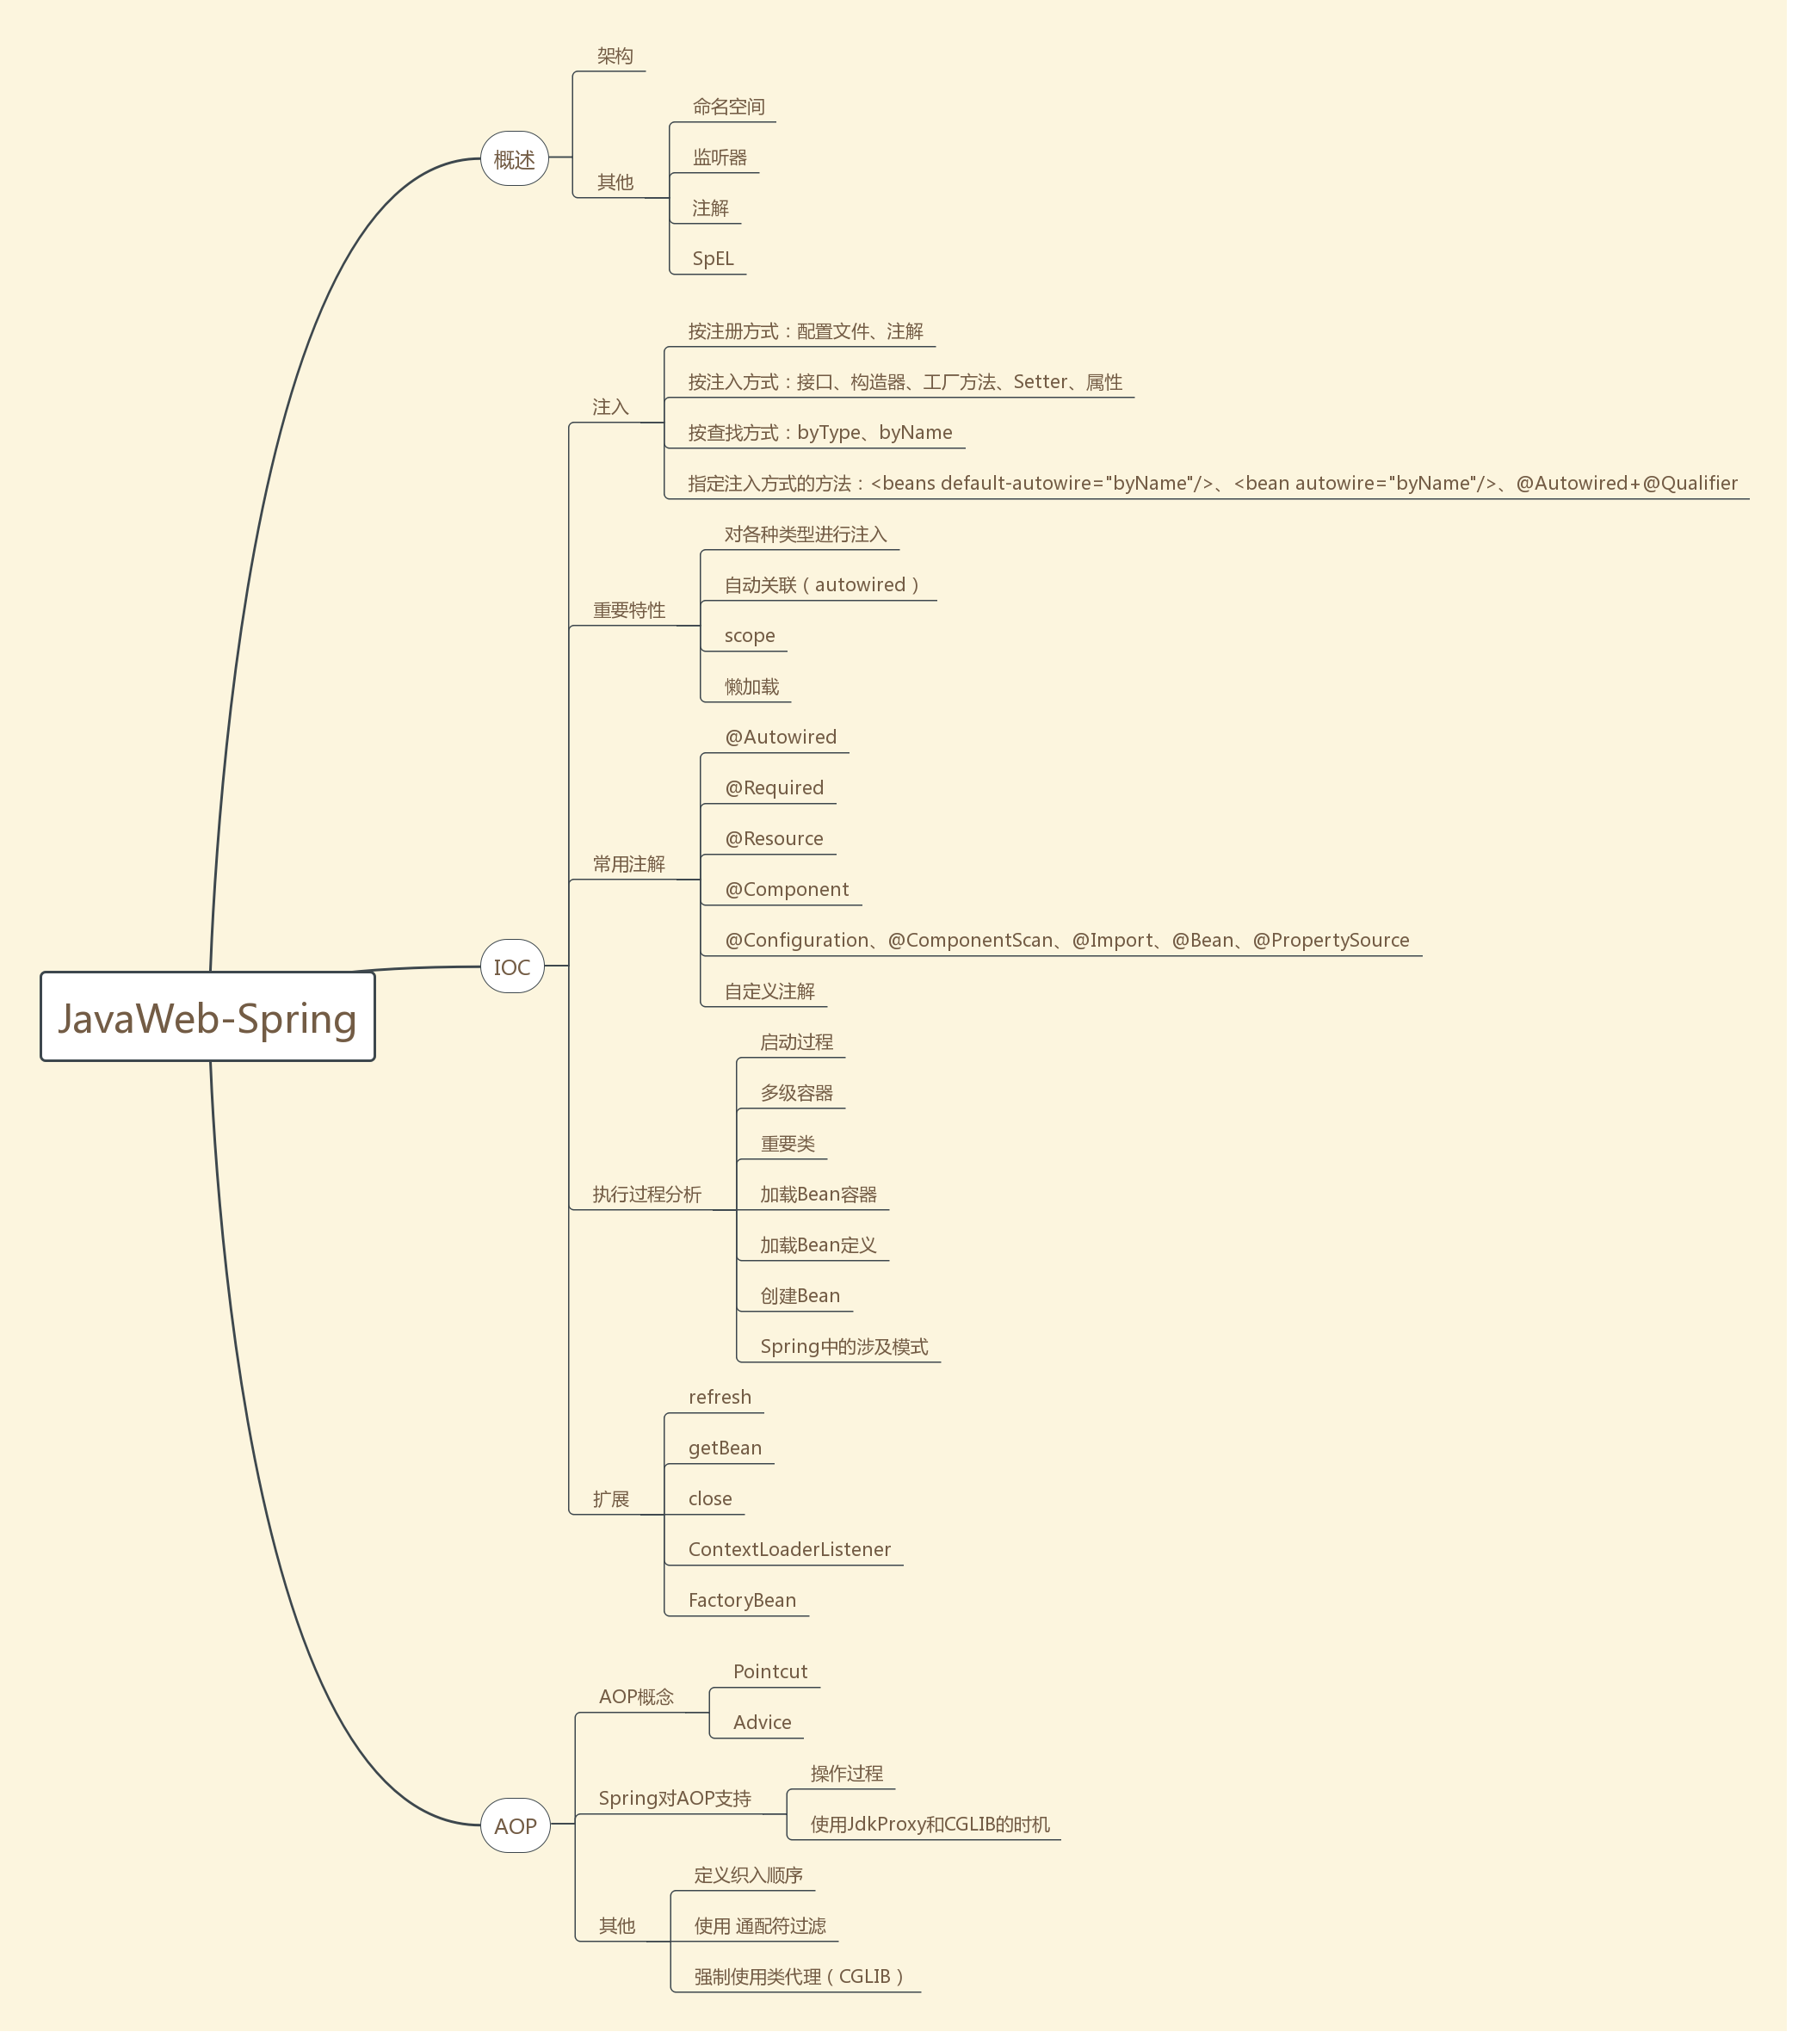 JavaWeb-Spring
概述
架构
其他
命名空间
监听器
注解
SpEL
IOC
注入
按注册方式：配置文件、注解
按注入方式：接口、构造器、工厂方法、Setter、属性
按查找方式：byType、byName
指定注入方式的方法：<beans default-autowire="byName"/>、<bean autowire="byName"/>、@Autowired+@Qualifier
重要特性
对各种类型进行注入
自动关联（autowired）
scope
懒加载
常用注解
@Autowired
@Required
@Resource
@Component
@Configuration、@ComponentScan、@Import、@Bean、@PropertySource
自定义注解
执行过程分析
启动过程
多级容器
重要类
加载Bean容器
加载Bean定义
创建Bean
Spring中的涉及模式
扩展
refresh
getBean
close
ContextLoaderListener
FactoryBean
AOP
AOP概念
Pointcut
Advice
Spring对AOP支持
操作过程
使用JdkProxy和CGLIB的时机
其他
定义织入顺序
使用 通配符过滤
强制使用类代理（CGLIB）